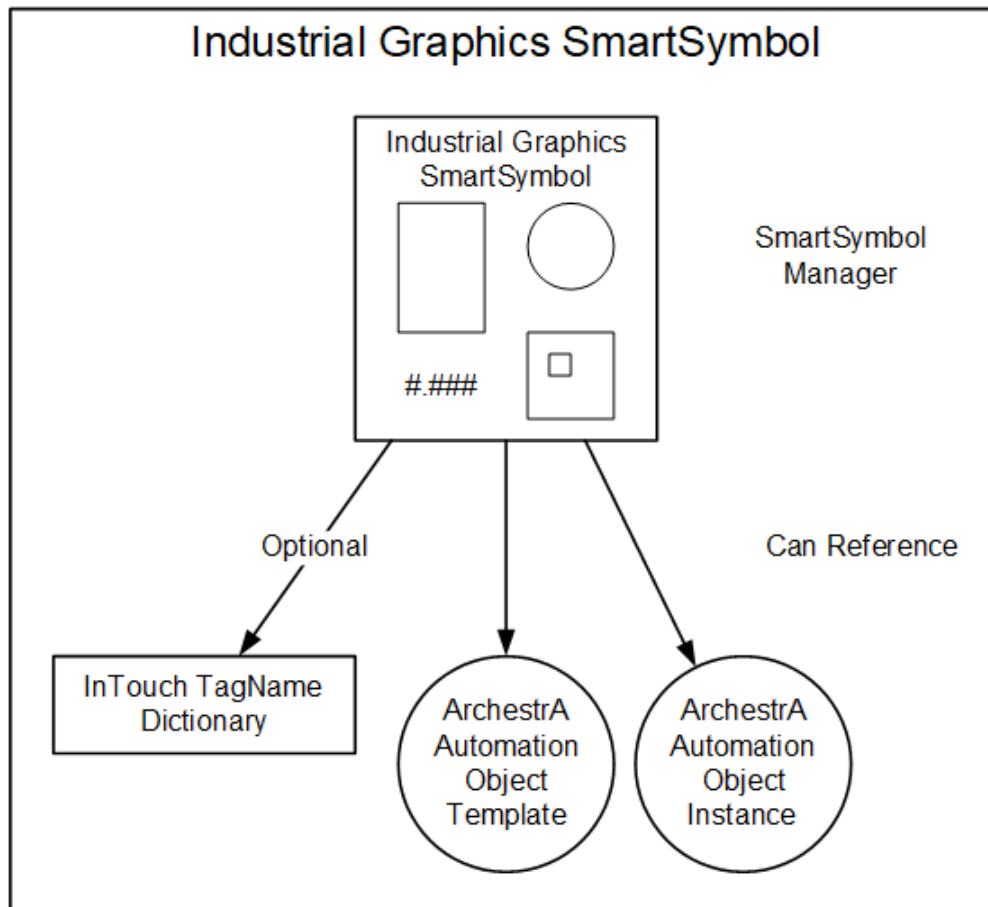 Industrial Graphics SmartSymbol
Industrial Graphics
SmartSymbol
SmartSymbol
Manager
#.###
Optional
Can Reference
InTouch TagName
Dictionary
ArchestrA
Automation
Object
Template
ArchestrA
Automation
Object
Instance